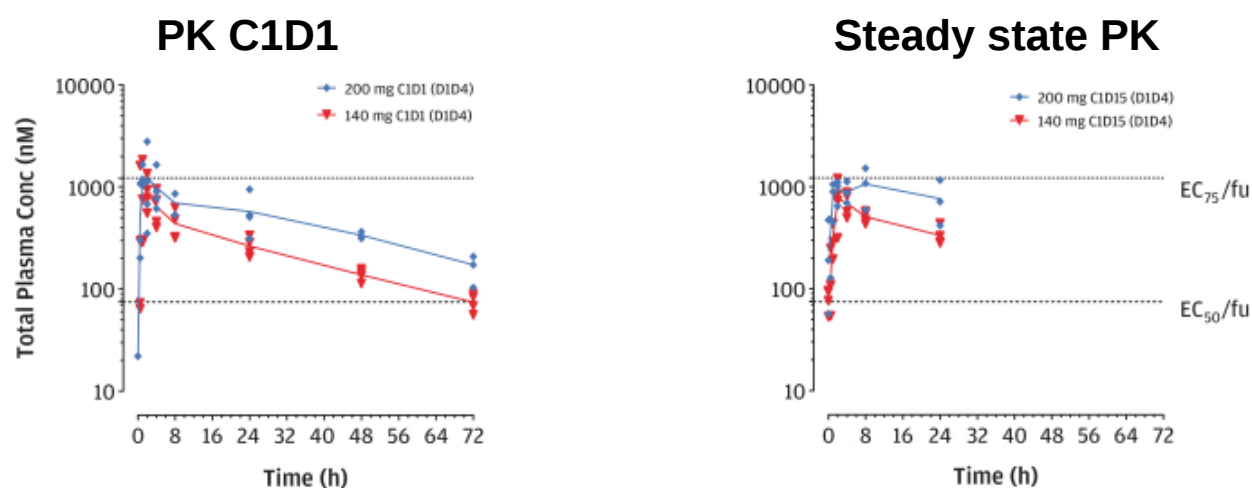 PK C1D1
Total Plasma Conc (nM)
10000
1000
100
10
200 mg C1D1 (D1D4)
140 mg C1D1 (D1D4)
0 8 16 24 32 40 48 56 64 72
Time (h)
Steady state PK
10000
1000
100
10
200 mg C1D15 (D1D4)
140 mg C1D15 (D1D4)
EC75/fu
EC50/fu
0 8 16 24 32 40 48 56 64 72
Time (h)